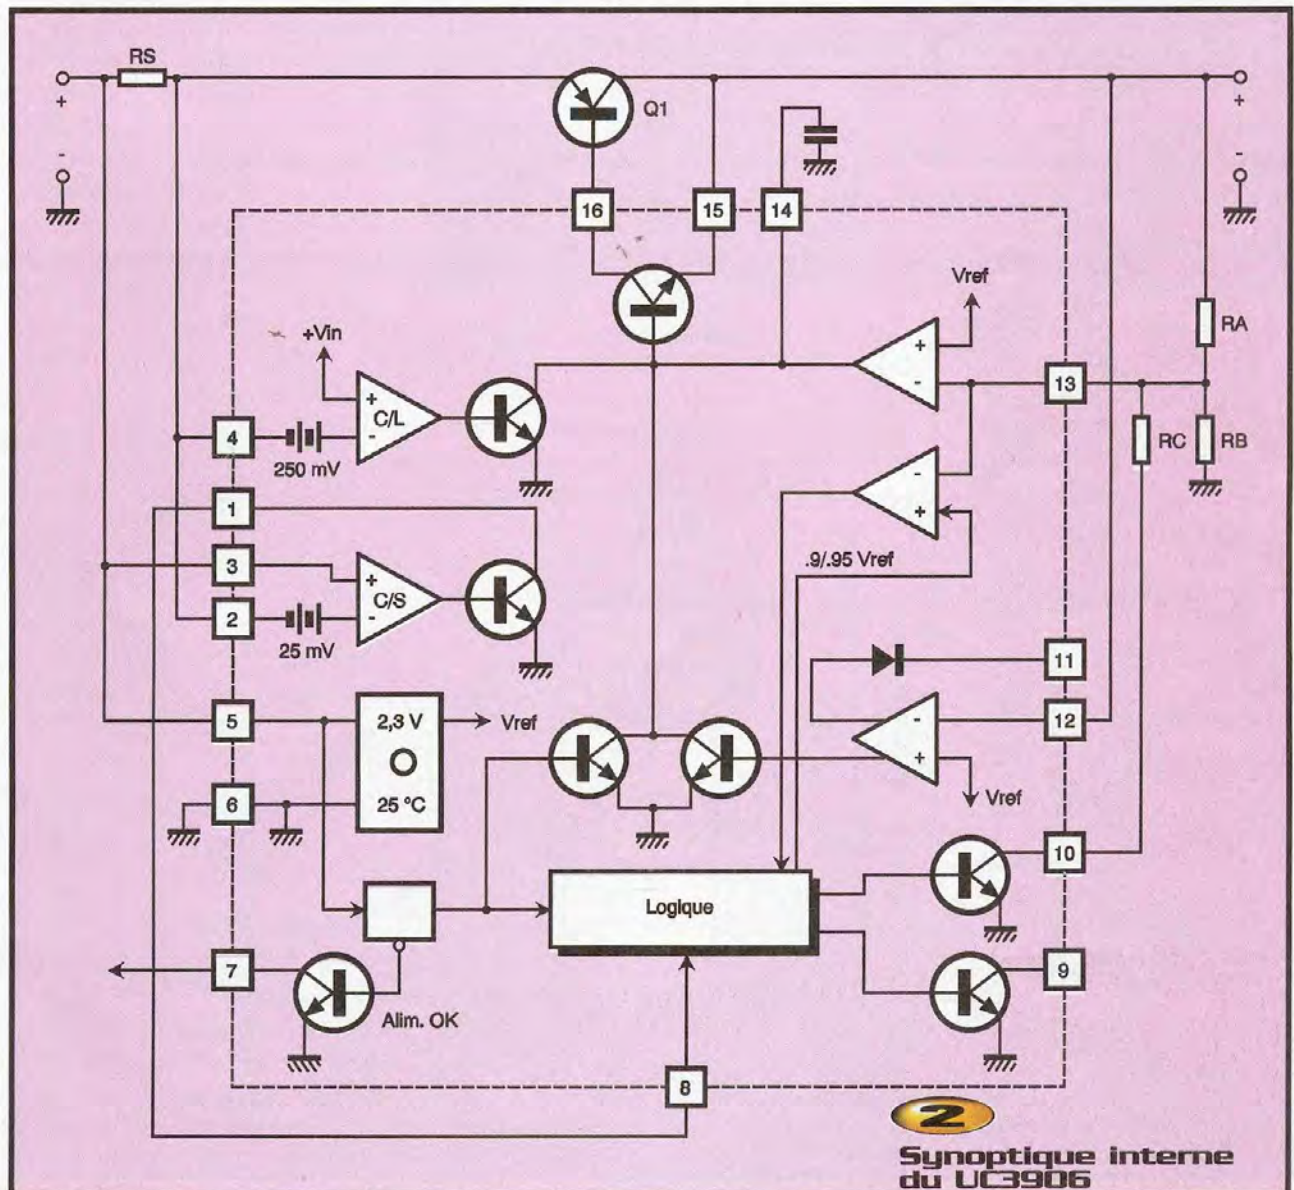 RS
+
+
-
-
Q1
16
15
14
Vref
+Vin
+
-
RA
+
C/L
-
13
4
250 mV
RC
RB
1
-
+
.9/.95 Vref
3
+
C/S
-
2
25 mV
11
5
2,3 V
Vref
-
12
+
Vref
6
25 °C
10
Logique
7
9
Alim. OK
8
2
Synoptique interne
du UC3906